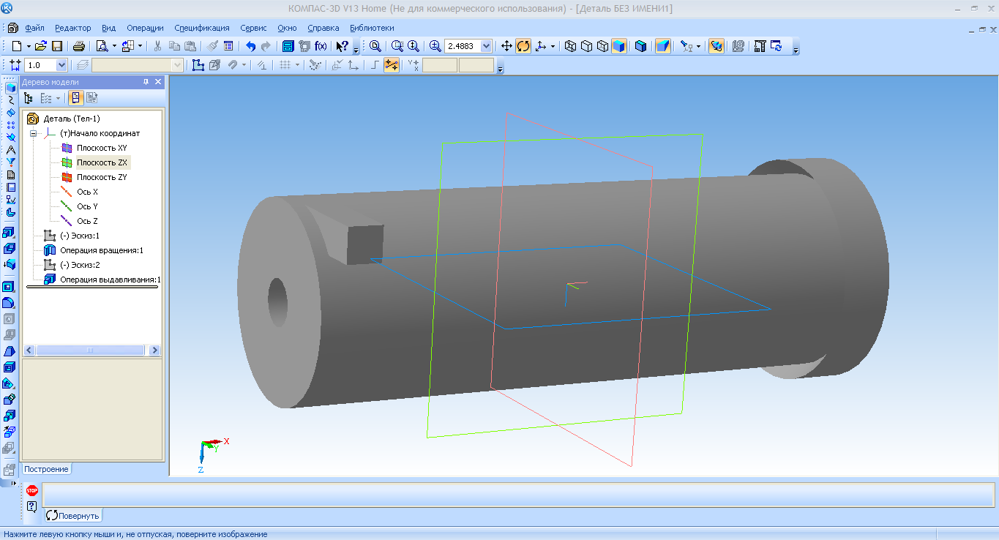 КОМПАС-3D V13 Home (Не для коммерческого использования) - [Деталь БЕЗ ИМЕНИ1]
Файл Редактор Вид Операции Спецификация Сервис Окно Справка Библиотеки
f(x) 2.4883
1.0
Дерево модели
Деталь (Тел-1)
(т)Начало координат
Плоскость XY
Плоскость ZX
Плоскость ZY
Ось X
Ось Y
Ось Z
(-) Эскиз:1
Операция вращения:1
(-) Эскиз:2
Операция выдавливания:1
X
Y
Z
Построение
STOP
Повернуть
Нажмите левую кнопку мыши и, не отпуская, поверните изображение